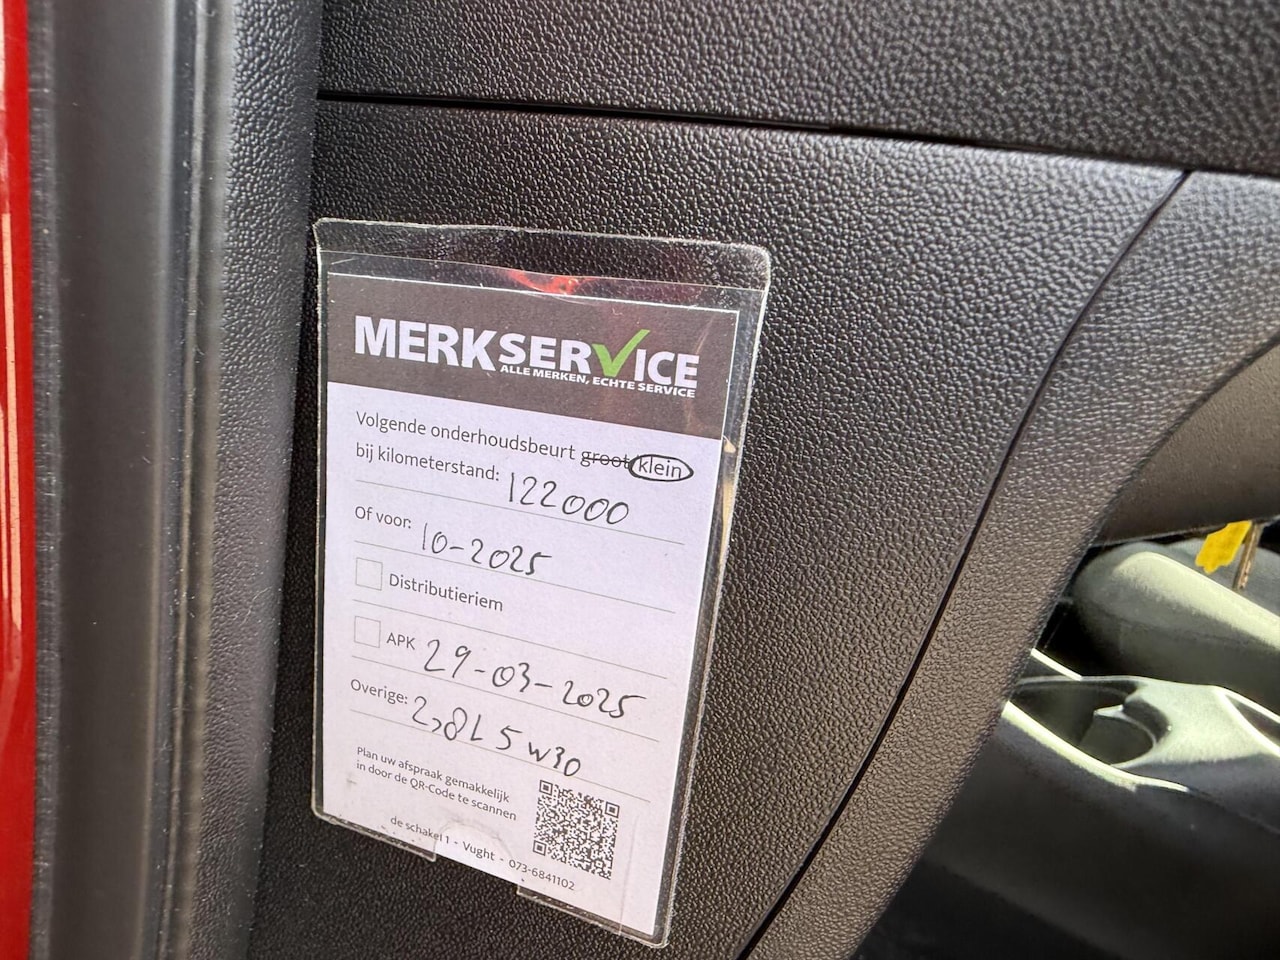 MERKSERVICE
ALLE MERKEN, ECHTE SERVICE
Volgende onderhoudsbeurt groot/klein
bij kilometerstand: 122000
Of voor: 10-2025
Distributieriem
APK 29-03-2025
Overige: 2,8L 5w30
Plan uw afspraak gemakkelijk
in door de QR-Code te scannen
de schakel 1 - Vught - 073-6841102